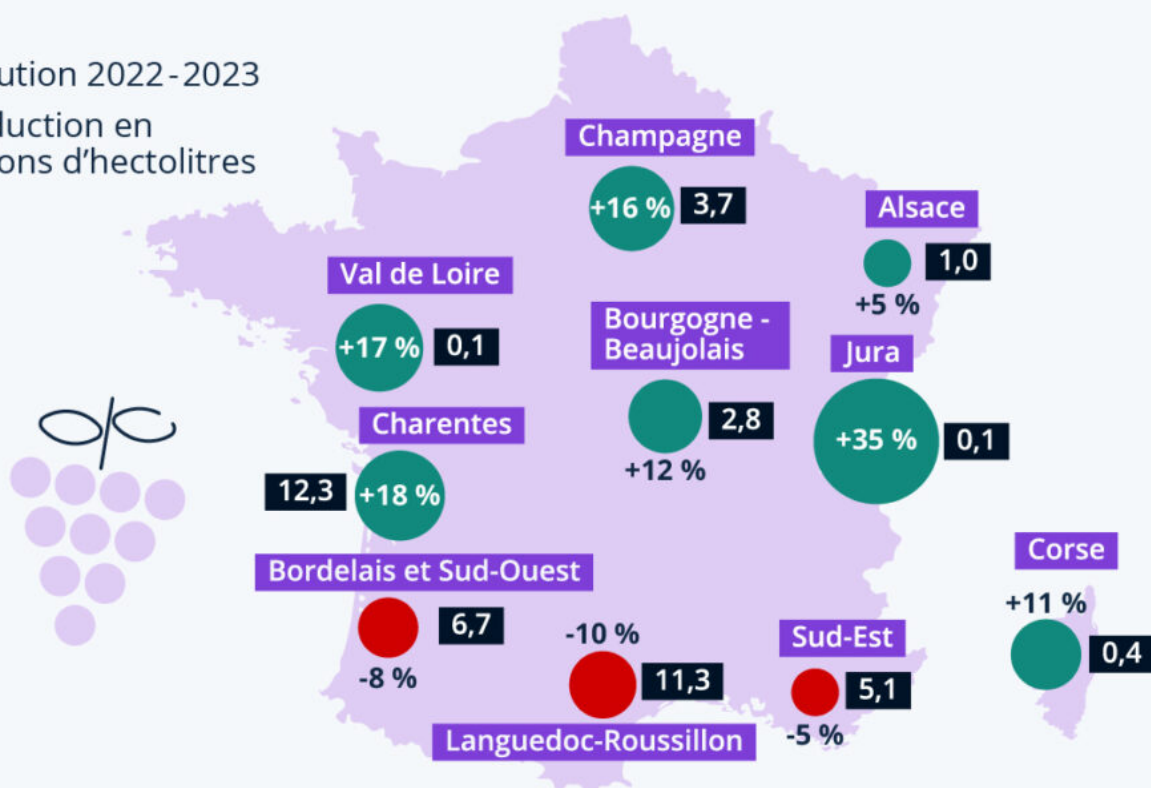 ution 2022-2023
luction en
ons d'hectolitres
Champagne
+16 % 3,7
Alsace
1,0
+5 %
Val de Loire
+17 % 0,1
Bourgogne -
Beaujolais
2,8
+12 %
Jura
+35 % 0,1
Charentes
12,3 +18 %
Bordelais et Sud-Ouest
6,7
-8 %
-10 %
11,3
Languedoc-Roussillon
Sud-Est
5,1
-5 %
Corse
+11 %
0,4